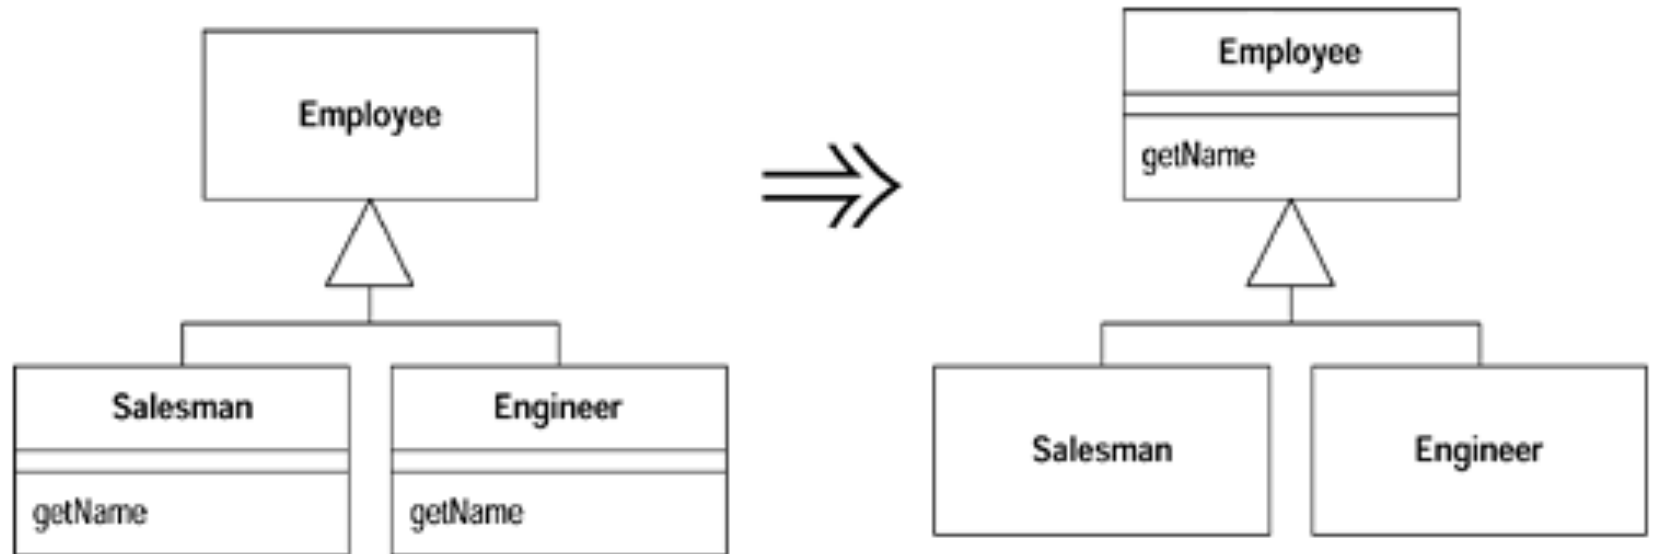 Employee
Salesman
getName
Engineer
getName
Employee
getName
Salesman
Engineer